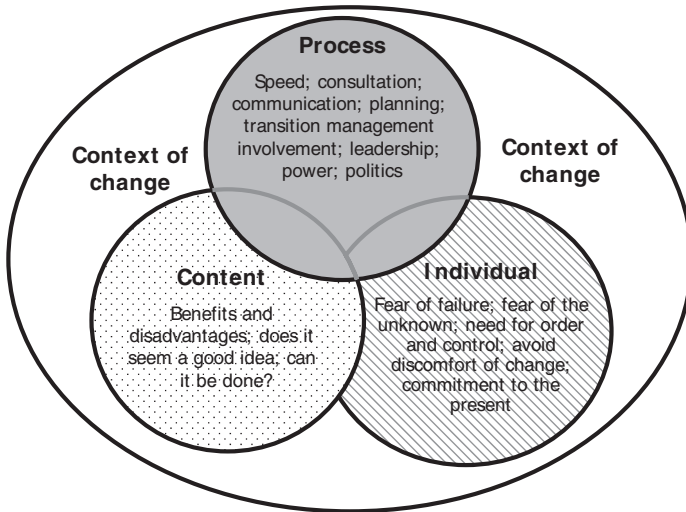 Process
Speed; consultation;
communication; planning;
transition management
involvement; leadership;
power; politics
Context of
change
Context of
change
Content
Benefits and
disadvantages; does it
seem a good idea; can
it be done?
Individual
Fear of failure; fear of the
unknown; need for order
and control; avoid
discomfort of change;
commitment to the
present